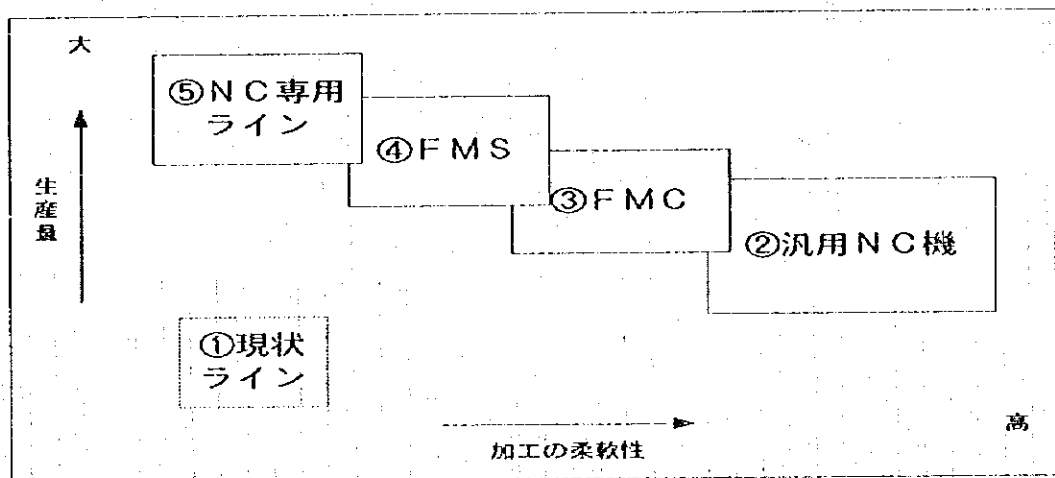 大
⑤ＮＣ専用
ライン
④ＦＭＳ
③ＦＭＣ
②汎用ＮＣ機
生
産
量
①現状
ライン
高
加工の柔軟性